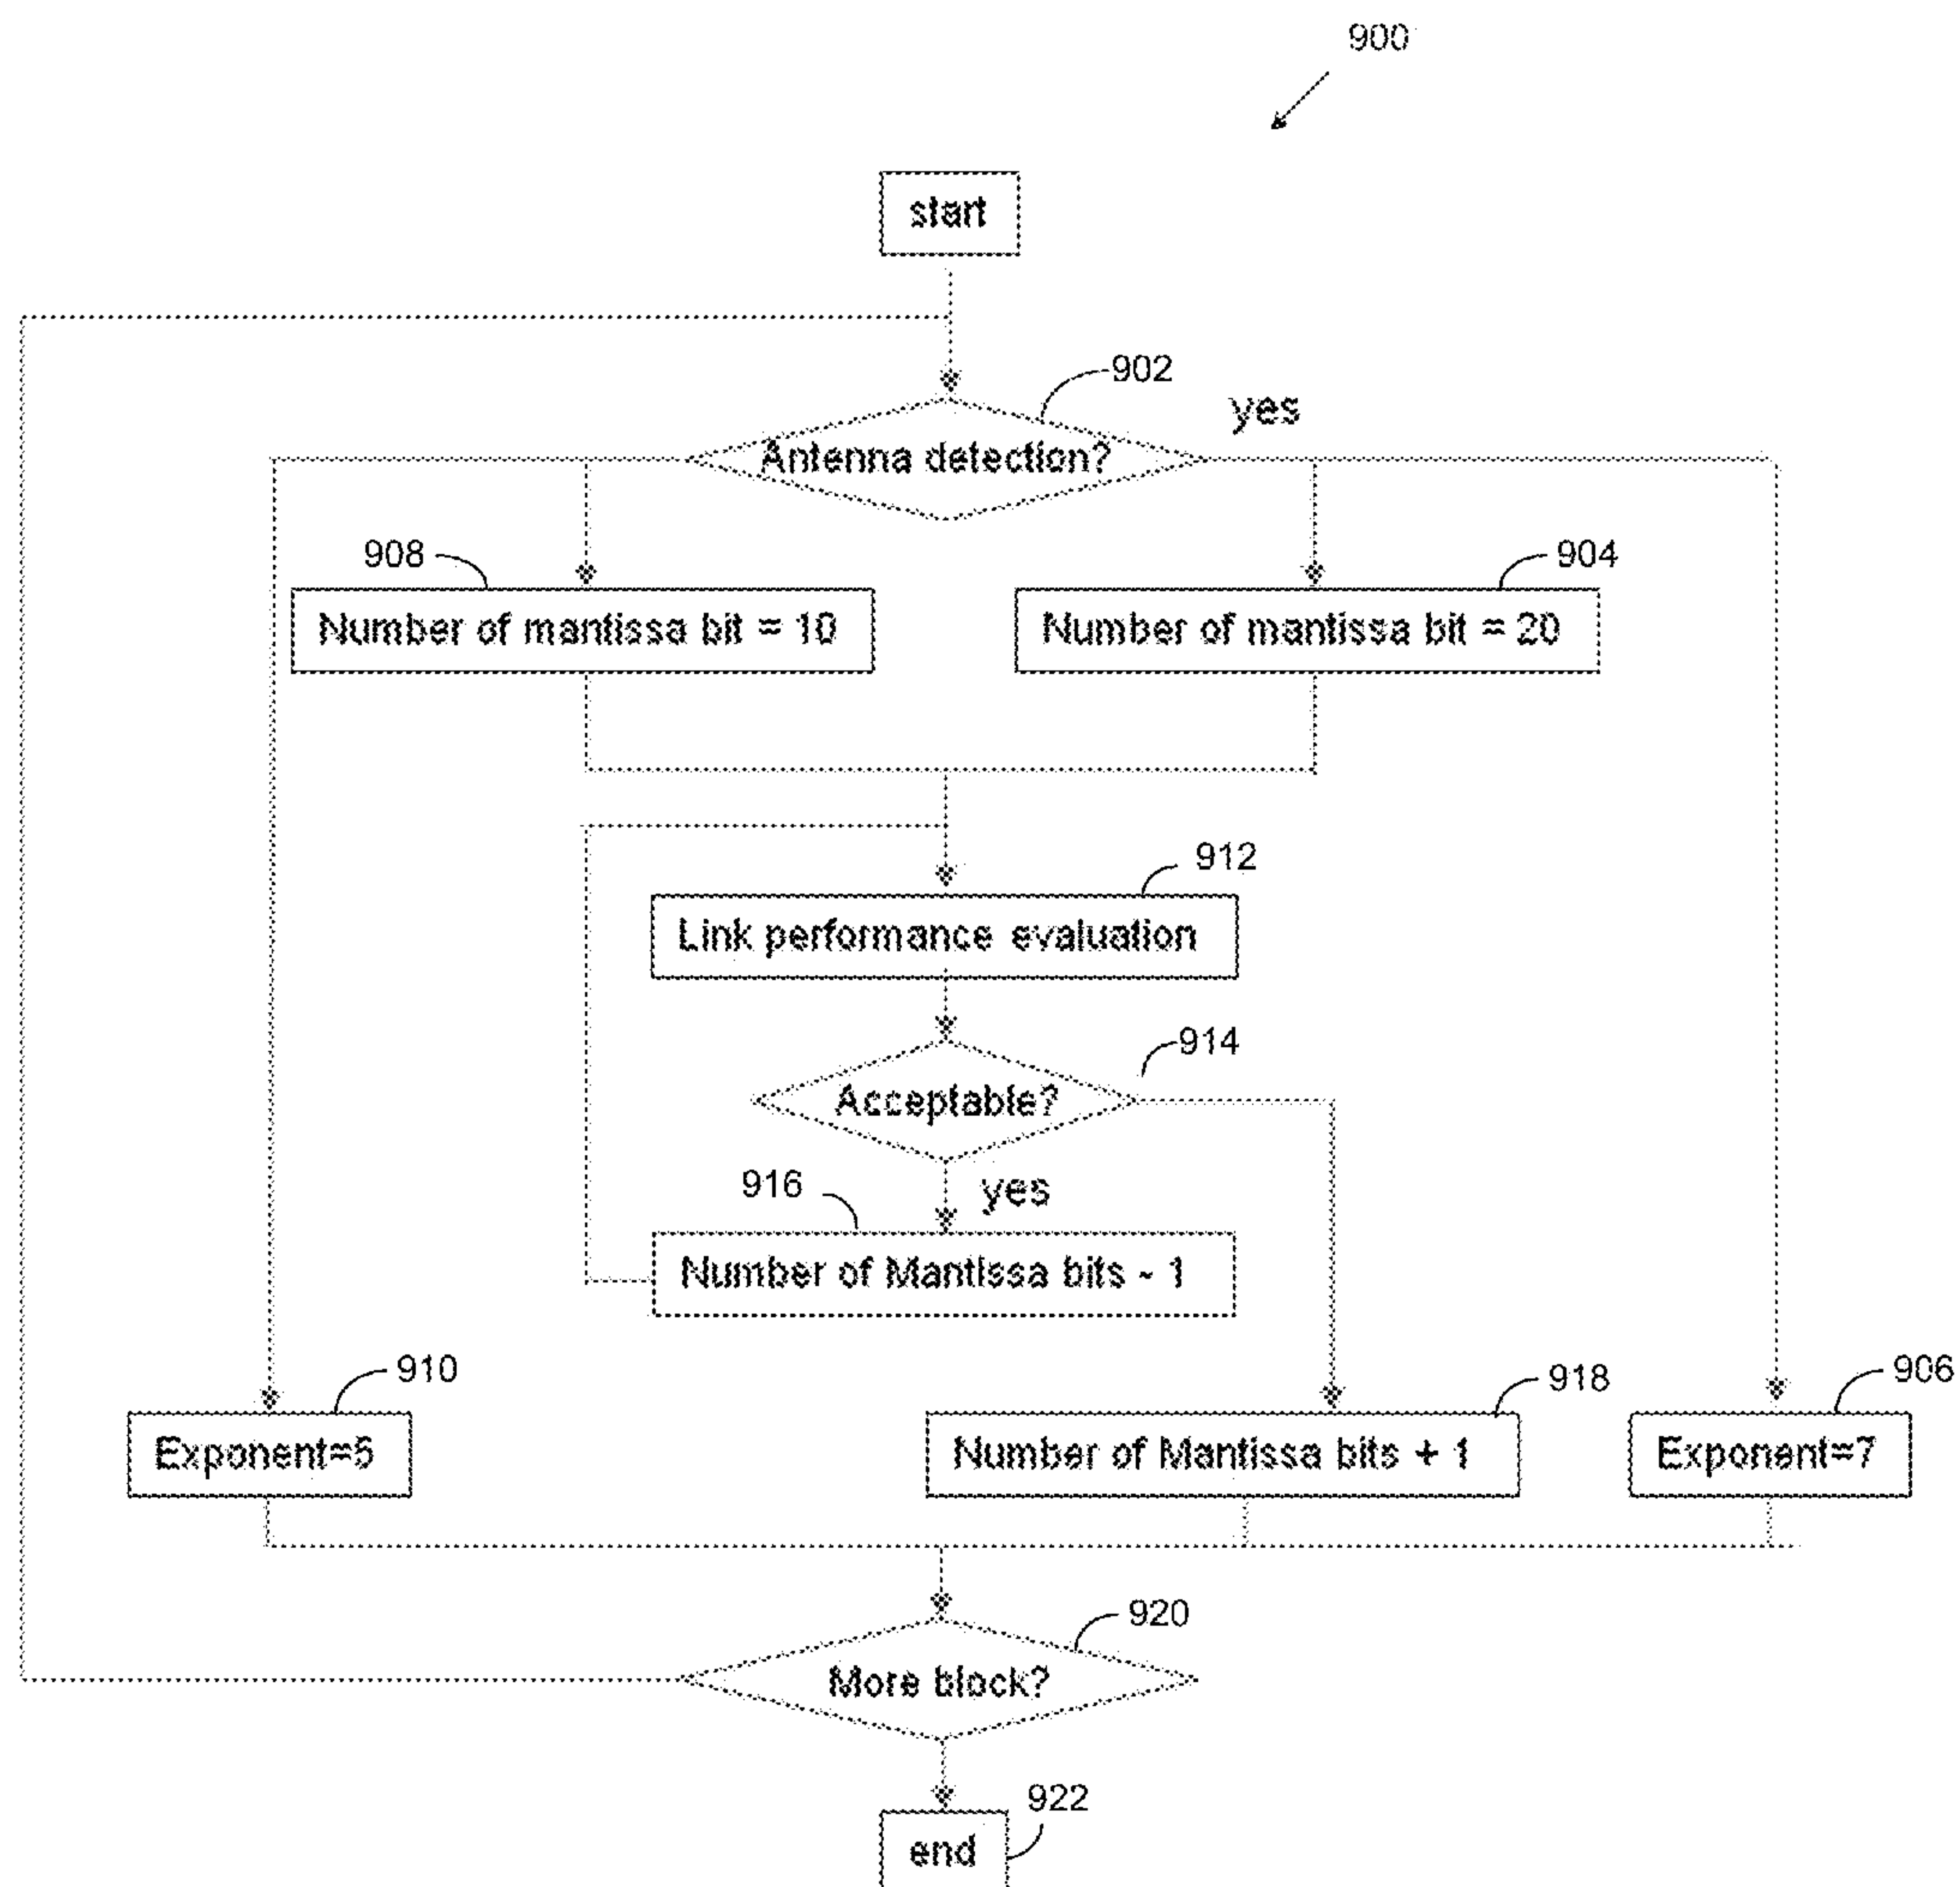 900
start
902
yes
Antenna detection?
908
904
Number of mantissa bit = 10
Number of mantissa bit = 20
912
Link performance evaluation
914
Acceptable?
916
yes
Number of Mantissa bits - 1
910
918
906
Exponent=5
Number of Mantissa bits + 1
Exponent=7
920
More block?
922
end